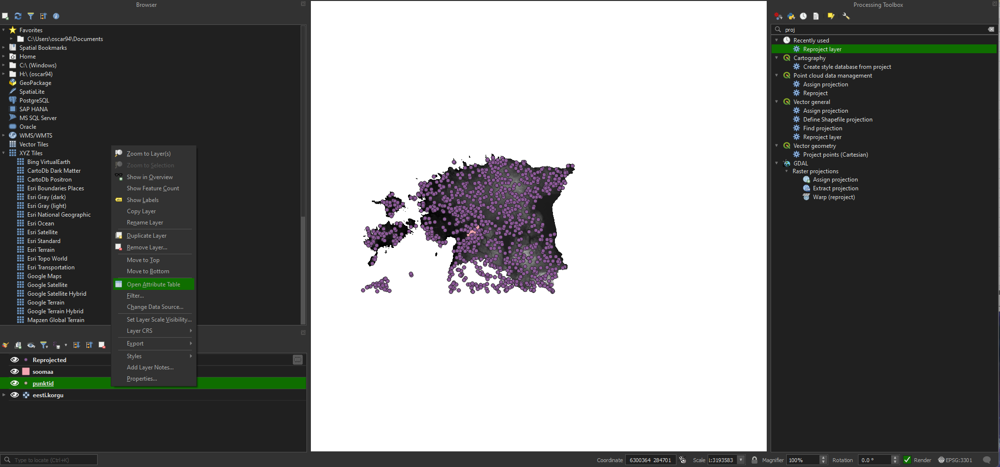 Browser
Favorites
C:\Users\oscar94\Documents
Spatial Bookmarks
Home
C:\ (Windows)
H:\ (oscar94)
GeoPackage
SpatiaLite
PostgreSQL
SAP HANA
MS SQL Server
Oracle
WMS/WMTS
Vector Tiles
XYZ Tiles
Bing VirtualEarth
CartoDb Dark Matter
CartoDb Positron
Esri Boundaries Places
Esri Gray (dark)
Esri Gray (light)
Esri National Geographic
Esri Ocean
Esri Satellite
Esri Standard
Esri Terrain
Esri Topo World
Esri Transportation
Google Maps
Google Satellite
Google Satellite Hybrid
Google Terrain
Google Terrain Hybrid
Mapzen Global Terrain
Zoom to Layer(s)
Zoom to Selection
Show in Overview
Show Feature Count
abc Show Labels
Copy Layer
Rename Layer
Duplicate Layer
Remove Layer...
Move to Top
Move to Bottom
Open Attribute Table
Filter...
Change Data Source...
Set Layer Scale Visibility...
Layer CRS
Export
Styles
Add Layer Notes...
Properties...
Reprojected
soomaa
punktid
eesti.korgu
Type to locate (Ctrl+K)
Processing Toolbox
proj
Recently used
Reproject layer
Cartography
Create style database from project
Point cloud data management
Assign projection
Reproject
Vector general
Assign projection
Define Shapefile projection
Find projection
Reproject layer
Vector geometry
Project points (Cartesian)
GDAL
Raster projections
Assign projection
Extract projection
Warp (reproject)
Coordinate 6300364 284701 Scale 1:3193583 Magnifier 100% Rotation 0.0 ° Render EPSG:3301